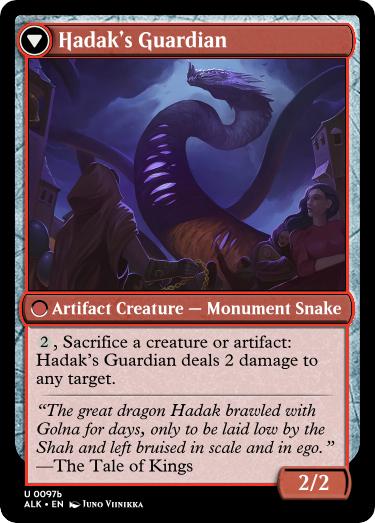 Hadak's Guardian
Artifact Creature — Monument Snake
2, Sacrifice a creature or artifact:
Hadak's Guardian deals 2 damage to
any target.
“The great dragon Hadak brawled with
Golna for days, only to be laid low by the
Shah and left bruised in scale and in ego.”
—The Tale of Kings
2/2
U 0097b
ALK • EN Juno Viinikka